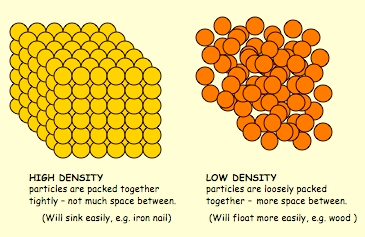 HIGH DENSITY
particles are packed together
tightly – not much space between.
(Will sink easily, e.g. iron nail)
LOW DENSITY
particles are loosely packed
together – more space between.
(Will float more easily, e.g. wood )